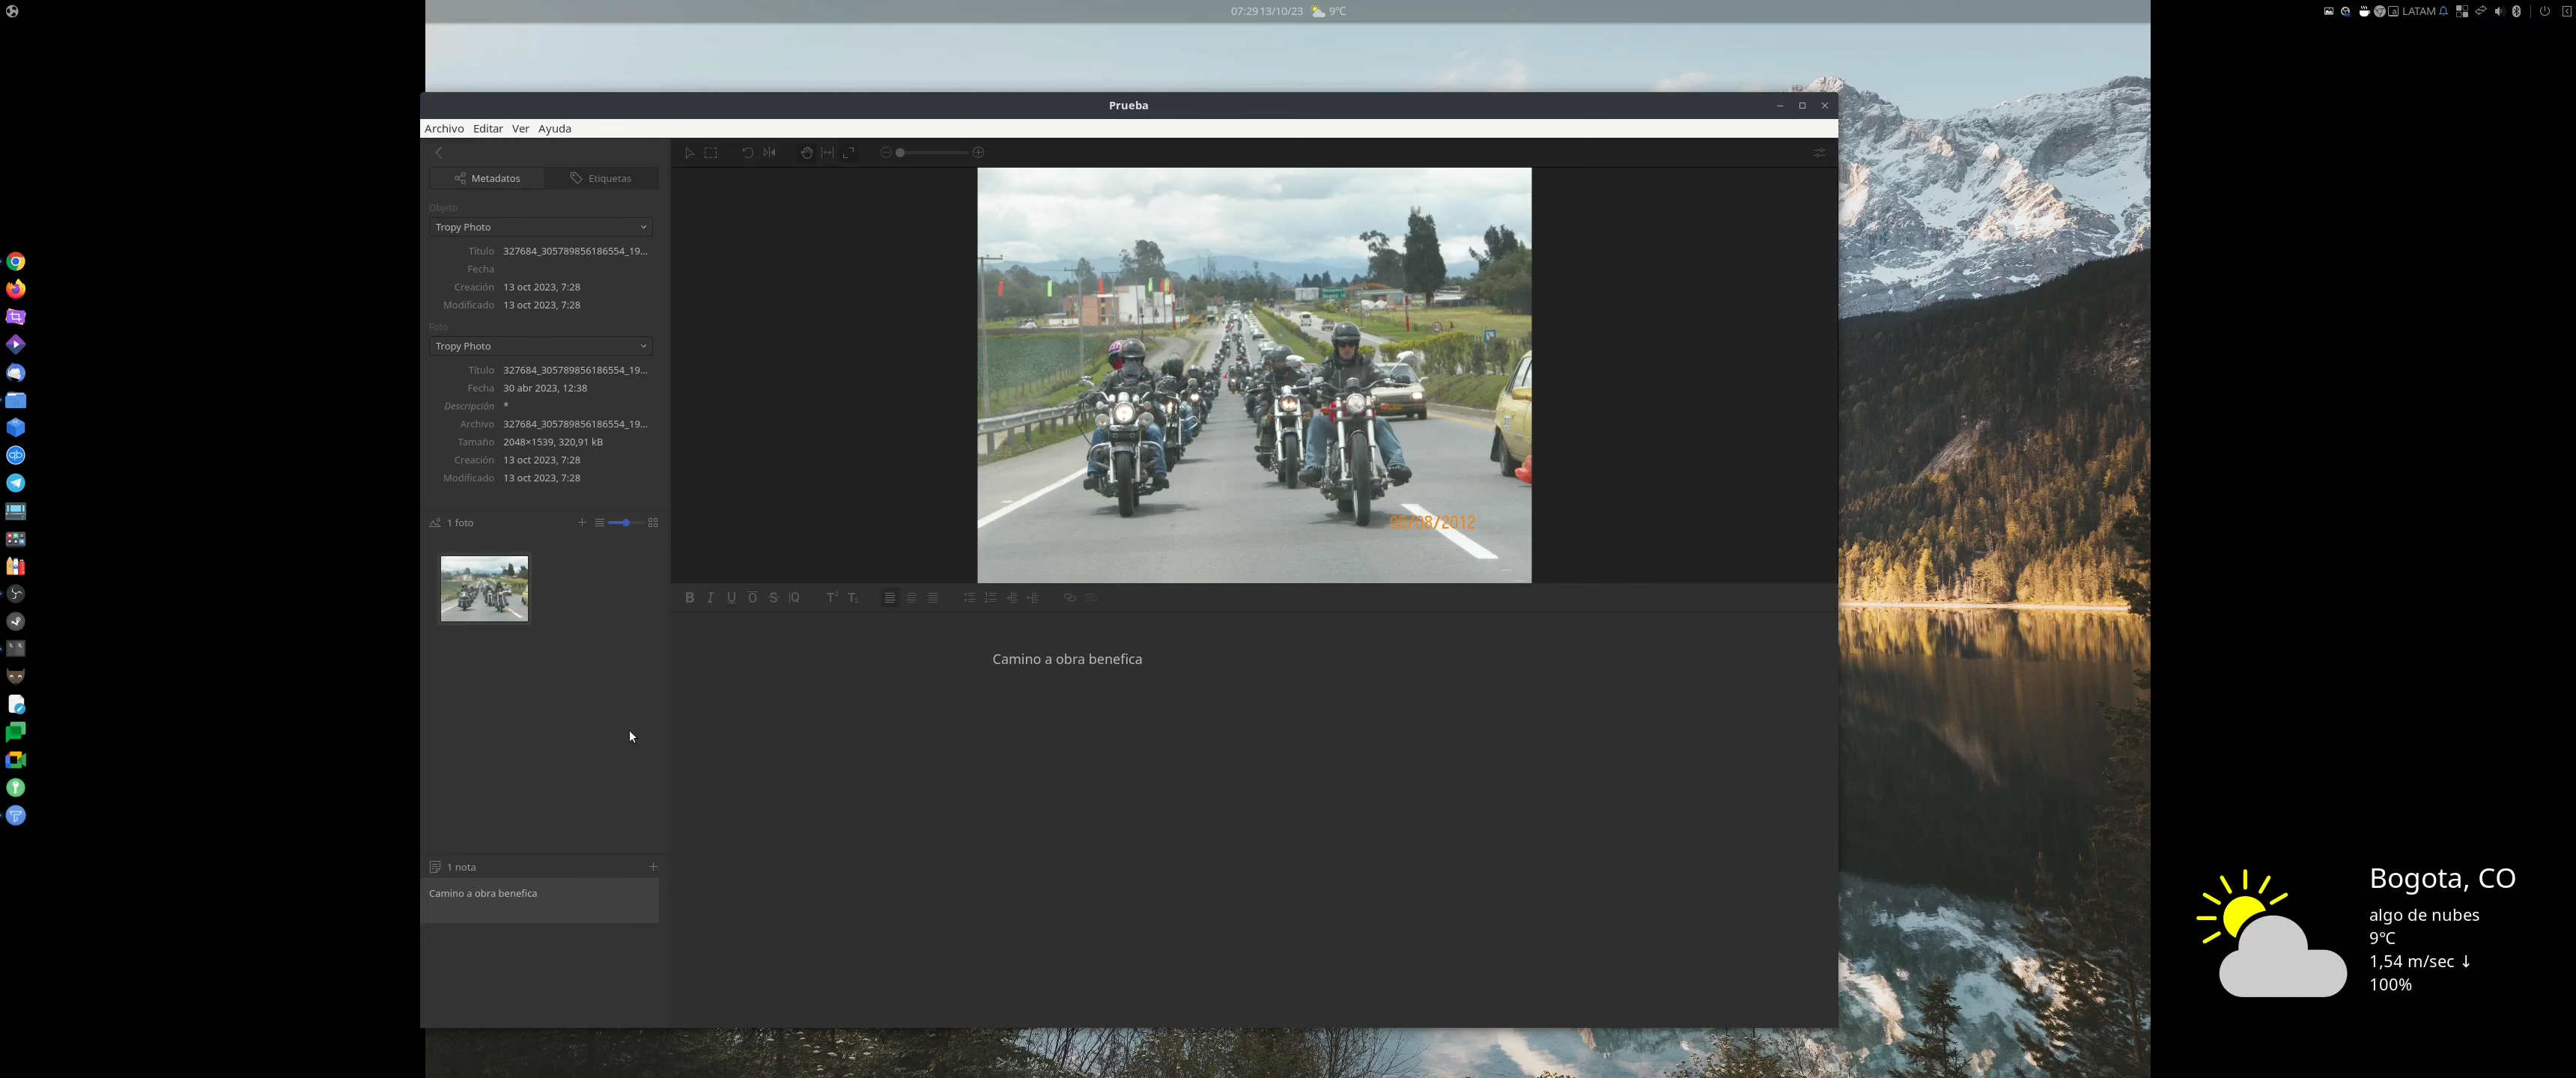 07:29 13/10/23 9°C
LATAM
Prueba
Archivo Editar Ver Ayuda
Metadatos Etiquetas
Objeto
Tropy Photo
Título 327684_305789856186554_19...
Fecha
Creación 13 oct 2023, 7:28
Modificado 13 oct 2023, 7:28
Foto
Tropy Photo
Título 327684_305789856186554_19...
Fecha 30 abr 2023, 12:38
Descripción *
Archivo 327684_305789856186554_19...
Tamaño 2048×1539, 320,91 kB
Creación 13 oct 2023, 7:28
Modificado 13 oct 2023, 7:28
1 foto
/08/2012
Camino a obra benefica
1 nota
Camino a obra benefica
Bogota, CO
algo de nubes
9°C
1,54 m/sec ↓
100%